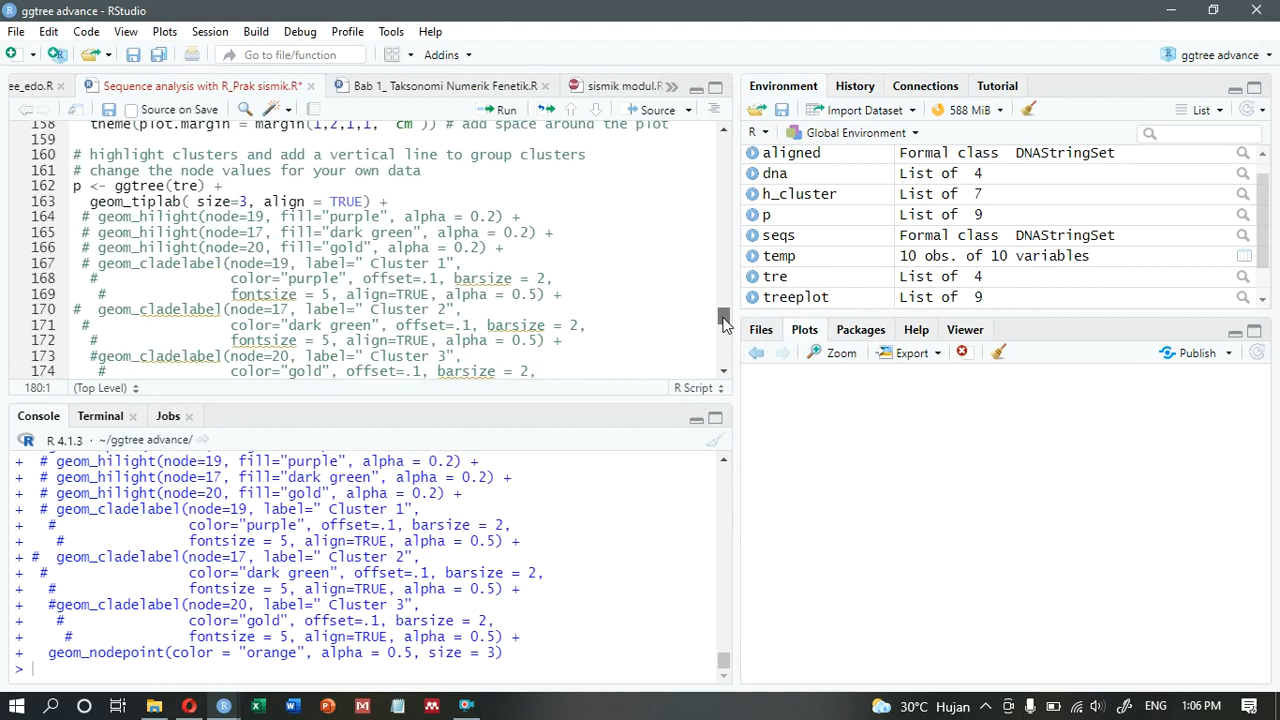 ggtree advance - RStudio
File Edit Code View Plots Session Build Debug Profile Tools Help
Go to file/function Addins ggtree advance
ee_edo.R Sequence analysis with R_Prak sismik.R* Bab 1_ Taksonomi Numerik Fenetik.R sismik modul.R
Source on Save Run Source
158 theme(plot.margin = margin(1,2,1,1, "cm")) # add space around the plot
159
160 # highlight clusters and add a vertical line to group clusters
161 # change the node values for your own data
162 p <- ggtree(tre) +
163 geom_tiplab( size=3, align = TRUE) +
164 # geom_hilight(node=19, fill="purple", alpha = 0.2) +
165 # geom_hilight(node=17, fill="dark green", alpha = 0.2) +
166 # geom_hilight(node=20, fill="gold", alpha = 0.2) +
167 # geom_cladelabel(node=19, label=" Cluster 1",
168 # color="purple", offset=.1, barsize = 2,
169 # fontsize = 5, align=TRUE, alpha = 0.5) +
170 # geom_cladelabel(node=17, label=" Cluster 2",
171 # color="dark green", offset=.1, barsize = 2,
172 # fontsize = 5, align=TRUE, alpha = 0.5) +
173 #geom_cladelabel(node=20, label=" Cluster 3",
174 # color="gold", offset=.1, barsize = 2,
180:1 (Top Level) R Script
Console Terminal Jobs
R 4.1.3 · ~/ggtree advance/
+ # geom_hilight(node=19, fill="purple", alpha = 0.2) +
+ # geom_hilight(node=17, fill="dark green", alpha = 0.2) +
+ # geom_hilight(node=20, fill="gold", alpha = 0.2) +
+ # geom_cladelabel(node=19, label=" Cluster 1",
+ # color="purple", offset=.1, barsize = 2,
+ # fontsize = 5, align=TRUE, alpha = 0.5) +
+ # geom_cladelabel(node=17, label=" Cluster 2",
+ # color="dark green", offset=.1, barsize = 2,
+ # fontsize = 5, align=TRUE, alpha = 0.5) +
+ #geom_cladelabel(node=20, label=" Cluster 3",
+ # color="gold", offset=.1, barsize = 2,
+ # fontsize = 5, align=TRUE, alpha = 0.5) +
+ geom_nodepoint(color = "orange", alpha = 0.5, size = 3)
>
Environment History Connections Tutorial
Import Dataset 588 MiB List
R Global Environment
aligned Formal class DNAStringSet
dna List of 4
h_cluster List of 7
p List of 9
seqs Formal class DNAStringSet
temp 10 obs. of 10 variables
tre List of 4
treeplot List of 9
Files Plots Packages Help Viewer
Zoom Export Publish
30°C Hujan ENG 1:06 PM